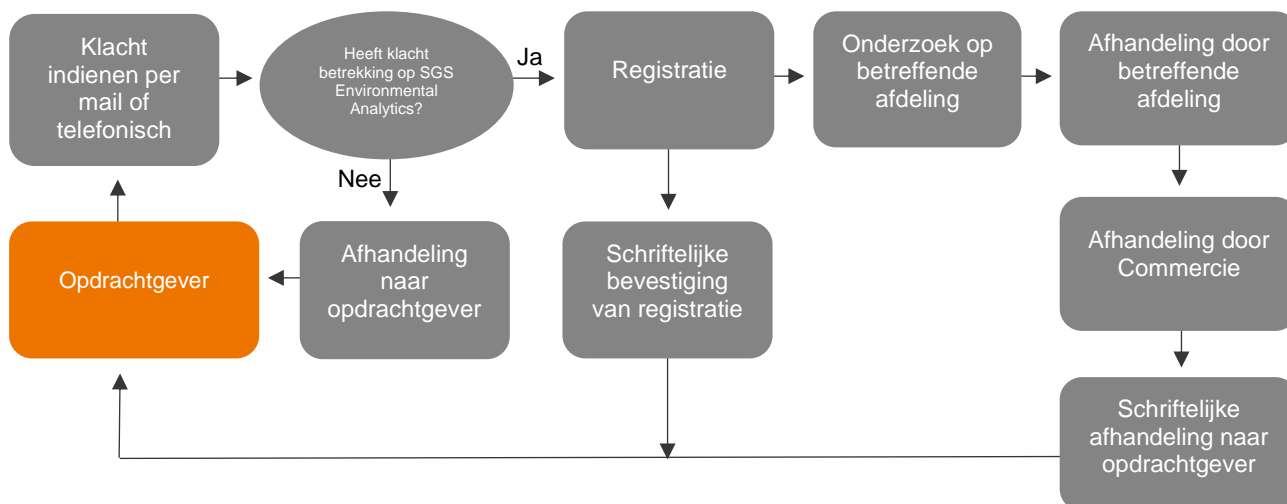 Klacht
indienen per
mail of
telefonisch
Heeft klacht
betrekking op SGS
Environmental
Analytics?
Ja
Registratie
Onderzoek op
betreffende
afdeling
Afhandeling door
betreffende
afdeling
Nee
Opdrachtgever
Afhandeling
naar
opdrachtgever
Schriftelijke
bevestiging
van registratie
Afhandeling door
Commercie
Schriftelijke
afhandeling naar
opdrachtgever